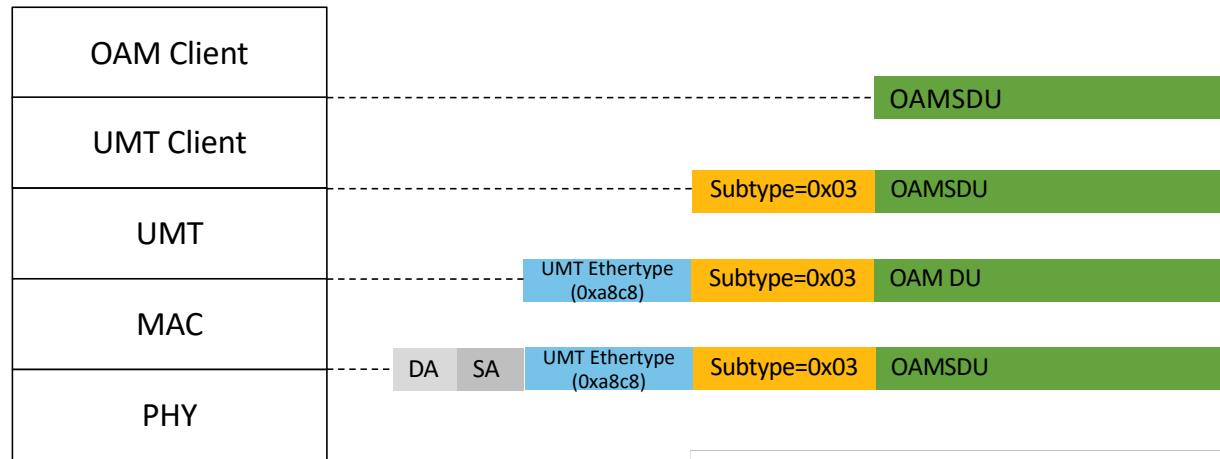 OAM Client
OAMSDU
UMT Client
Subtype=0x03 OAMSDU
UMT
UMT Ethertype
(0xa8c8)
Subtype=0x03 OAM DU
MAC
DA SA UMT Ethertype
(0xa8c8)
Subtype=0x03 OAMSDU
PHY